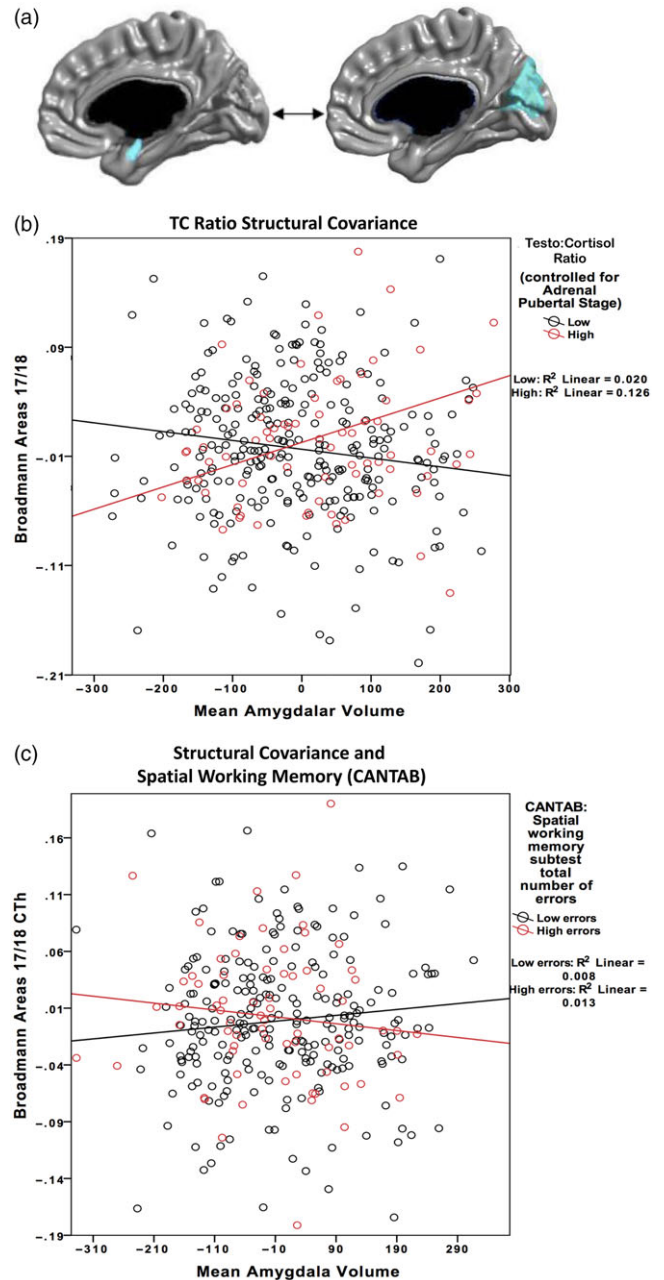 (a)
(b)
TC Ratio Structural Covariance
.19
.09
-.01
-.11
-.21
Broadmann Areas 17/18
-300
-200
-100
0
100
200
300
Mean Amygdalar Volume
Testo:Cortisol
Ratio
(controlled for
Adrenal
Pubertal Stage)
Low
High
Low: R² Linear = 0.020
High: R² Linear = 0.126
(c)
Structural Covariance and
Spatial Working Memory (CANTAB)
.16
.11
.06
.01
-.04
-.09
-.14
-.19
Broadmann Areas 17/18 CTh
-310
-210
-110
-10
90
190
290
Mean Amygdala Volume
CANTAB:
Spatial
working
memory
subtest
total
number of
errors
Low errors
High errors
Low errors: R² Linear =
0.008
High errors: R² Linear =
0.013